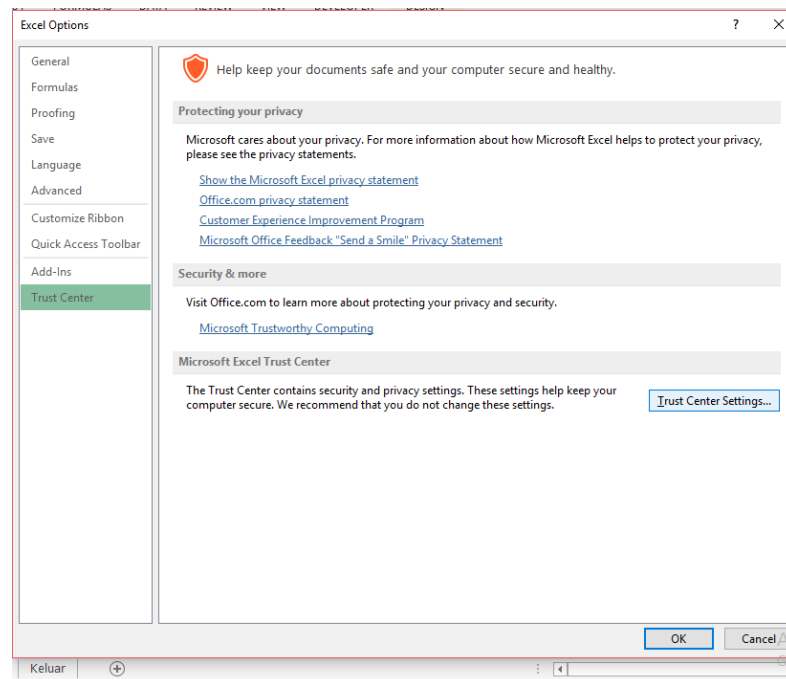 FORMULAS DATA REVIEW VIEW DEVELOPER DESIGN
Excel Options ?
General
Formulas
Proofing
Save
Language
Advanced
Customize Ribbon
Quick Access Toolbar
Add-Ins
Trust Center
Help keep your documents safe and your computer secure and healthy.
Protecting your privacy
Microsoft cares about your privacy. For more information about how Microsoft Excel helps to protect your privacy,
please see the privacy statements.
Show the Microsoft Excel privacy statement
Office.com privacy statement
Customer Experience Improvement Program
Microsoft Office Feedback "Send a Smile" Privacy Statement
Security & more
Visit Office.com to learn more about protecting your privacy and security.
Microsoft Trustworthy Computing
Microsoft Excel Trust Center
The Trust Center contains security and privacy settings. These settings help keep your
computer secure. We recommend that you do not change these settings.
Trust Center Settings...
OK Cancel
Keluar